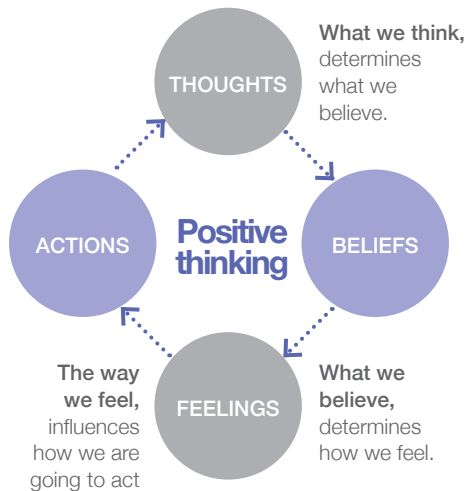 THOUGHTS
What we think,
determines
what we
believe.
ACTIONS
Positive
thinking
BELIEFS
The way
we feel,
influences
how we are
going to act
FEELINGS
What we
believe,
determines
how we feel.